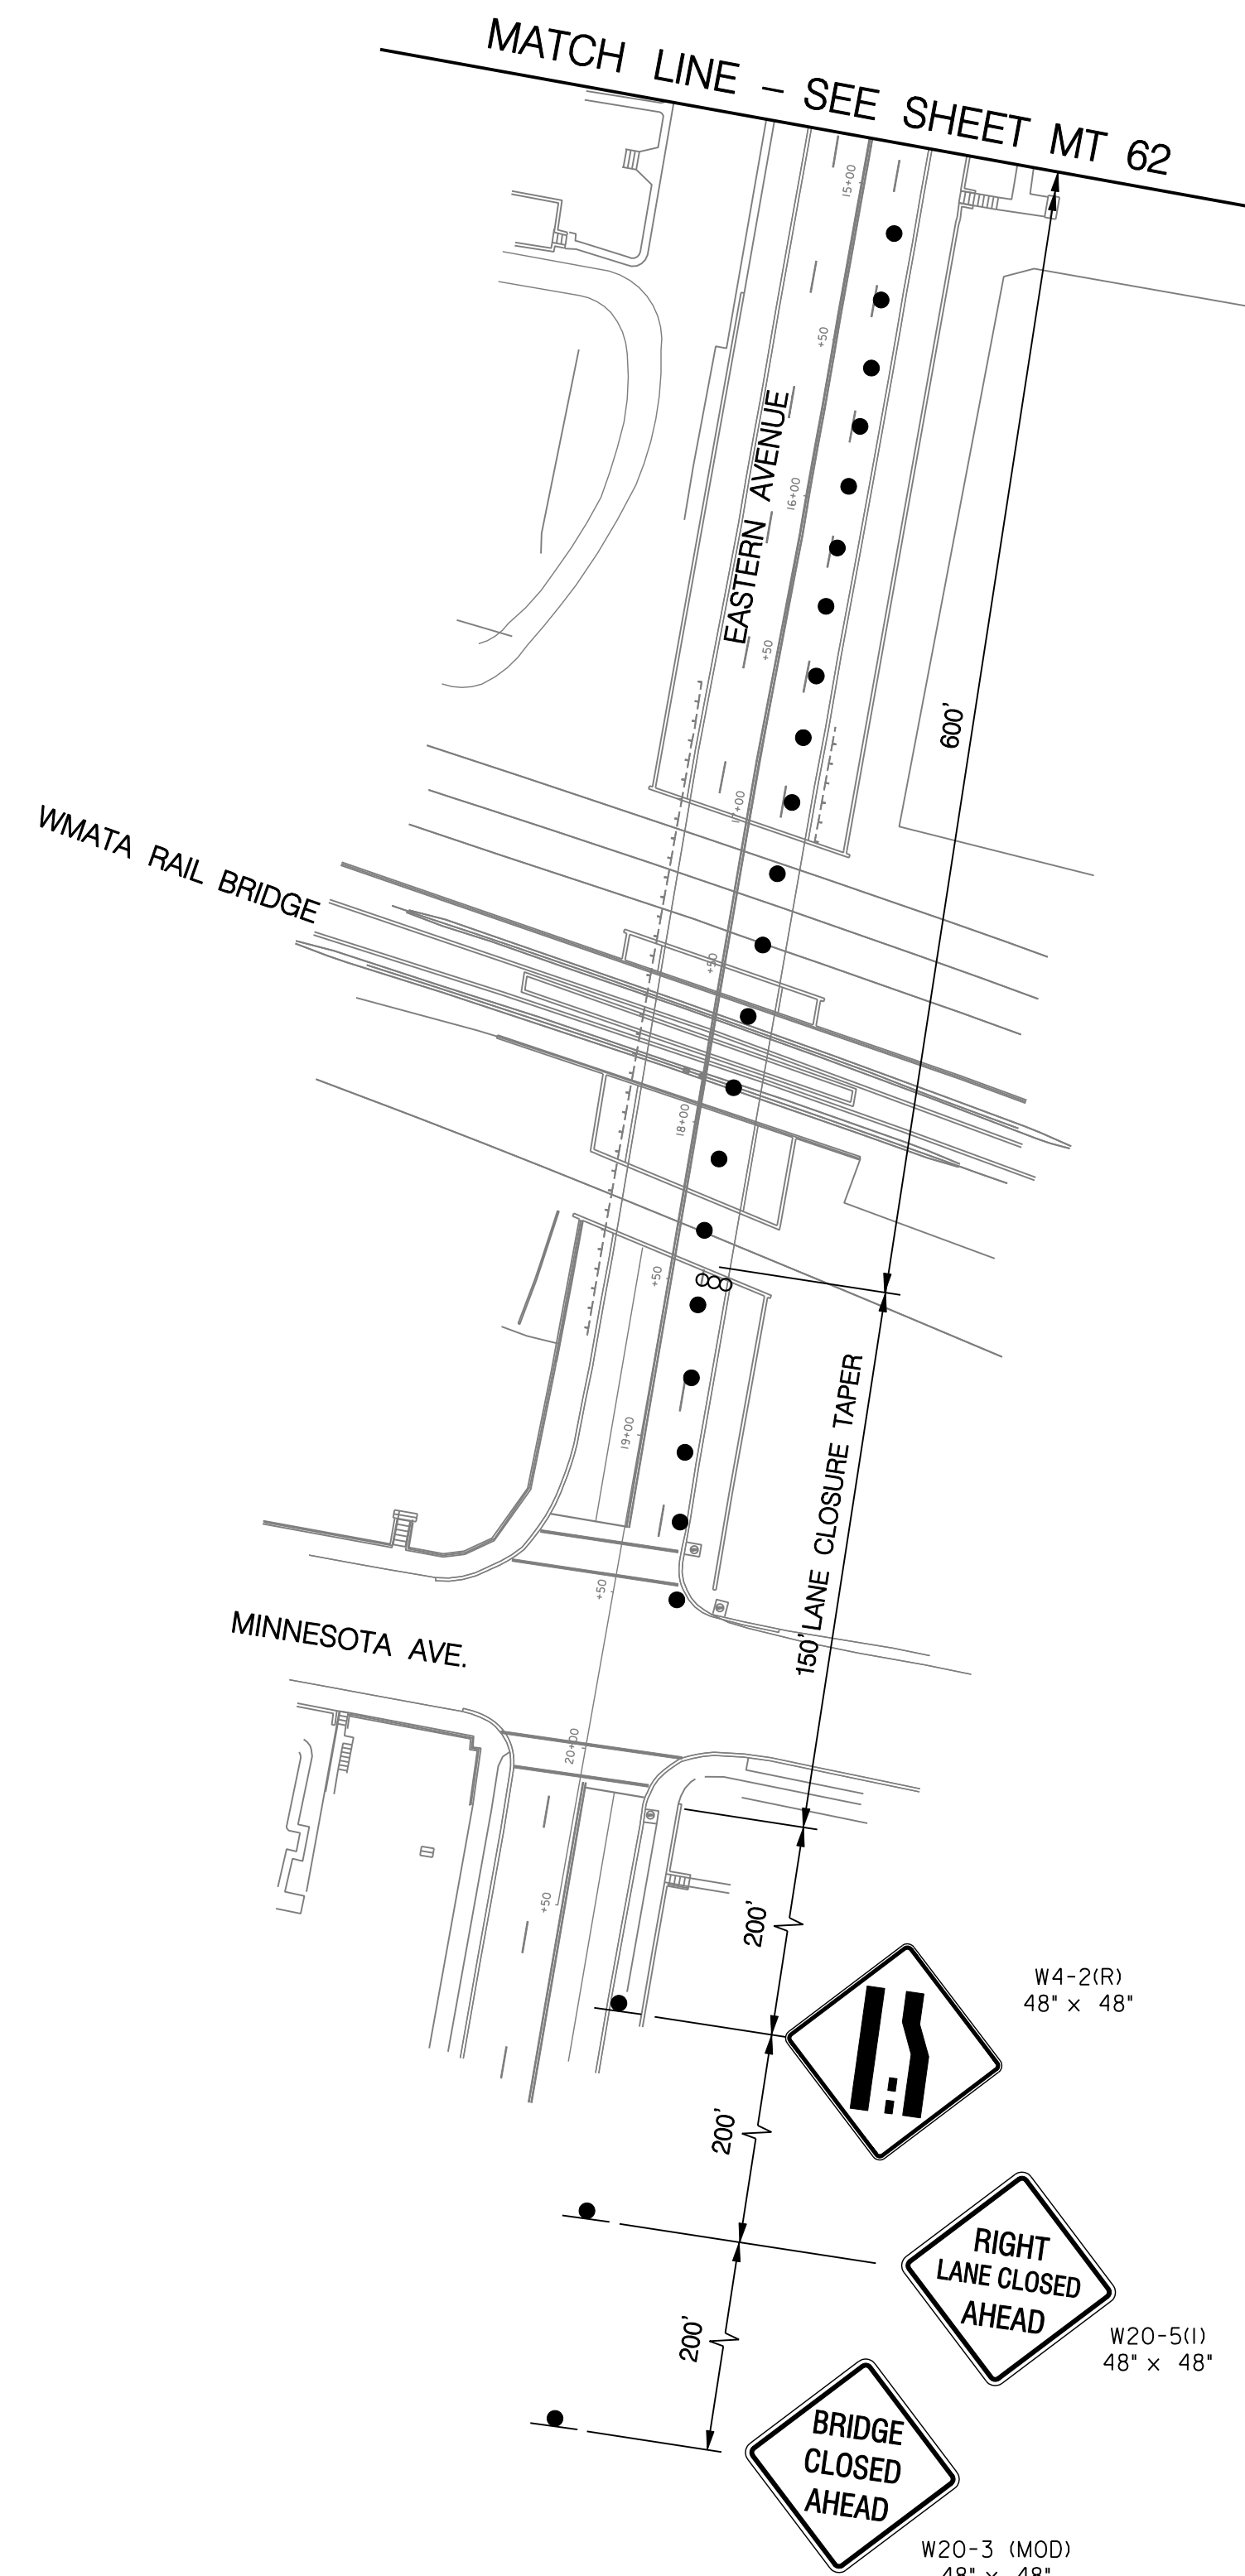 MATCH LINE - SEE SHEET MT 62
15+00
+50
EASTERN AVENUE
16+00
+50
600'
17+00
WMATA RAIL BRIDGE
+50
18+00
+50
150' LANE CLOSURE TAPER
19+00
+50
MINNESOTA AVE.
20+00
+50
200'
W4-2(R)
48" x 48"
200'
RIGHT
LANE CLOSED
AHEAD
W20-5(1)
48" x 48"
200'
BRIDGE
CLOSED
AHEAD
W20-3 (MOD)
48" x 48"